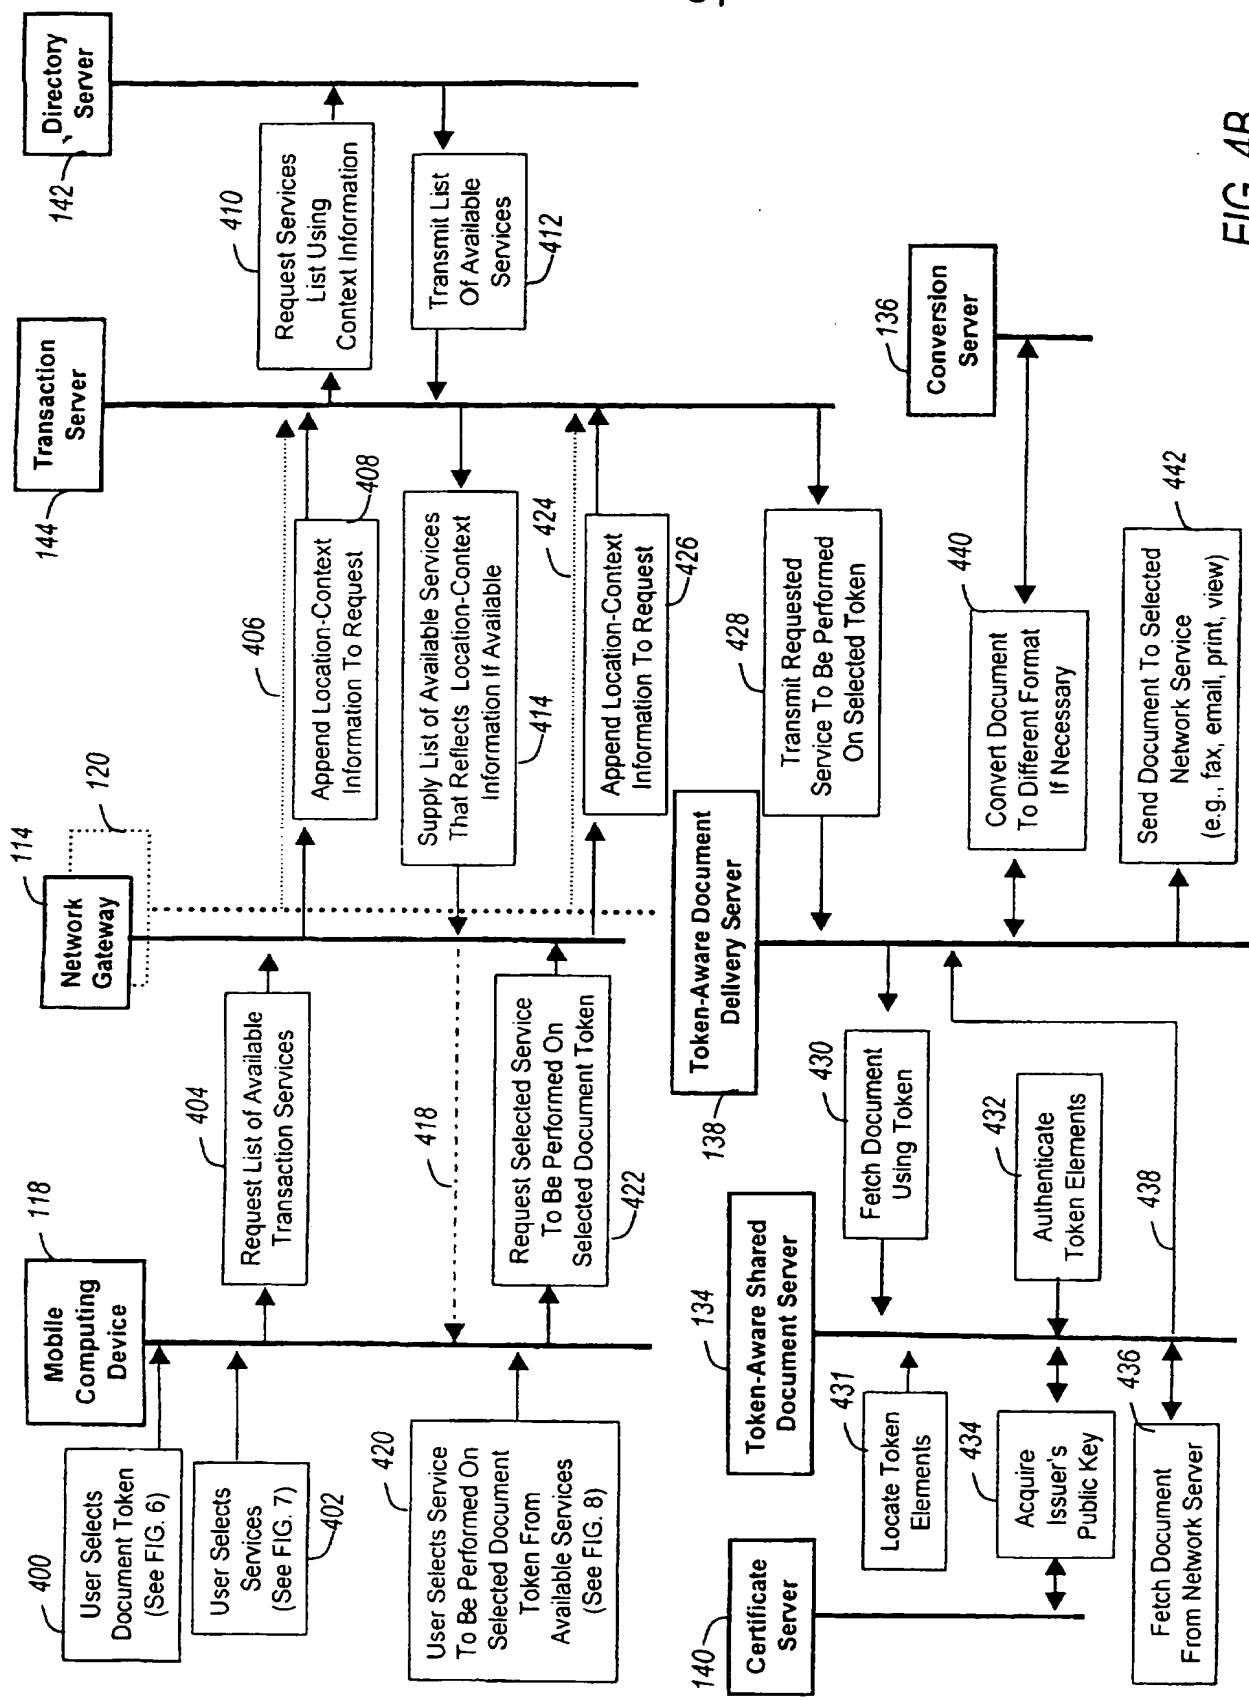 118
Mobile
Computing
Device
114
120
Network
Gateway
144
Transaction
Server
142
Directory
Server
400
User Selects
Document Token
(See FIG. 6)
User Selects
Services
(See FIG. 7)
402
404
Request List of Available
Transaction Services
406
Append Location-Context
Information To Request
408
410
Request Services
List Using
Context Information
Transmit List
Of Available
Services
412
Supply List of Available Services
That Reflects Location-Context
Information If Available
414
418
420
User Selects Service
To Be Performed On
Selected Document
Token From
Available Services
(See FIG. 8)
Request Selected Service
To Be Performed On
Selected Document Token
422
424
Append Location-Context
Information To Request
426
428
Transmit Requested
Service To Be Performed
On Selected Token
140
Certificate
Server
134
Token-Aware Shared
Document Server
138
Token-Aware Document
Delivery Server
136
Conversion
Server
430
Fetch Document
Using Token
431
Locate Token
Elements
432
Authenticate
Token Elements
434
Acquire
Issuer's
Public Key
436
Fetch Document
From Network Server
438
440
Convert Document
To Different Format
If Necessary
442
Send Document To Selected
Network Service
(e.g., fax, email, print, view)
FIG. 4B